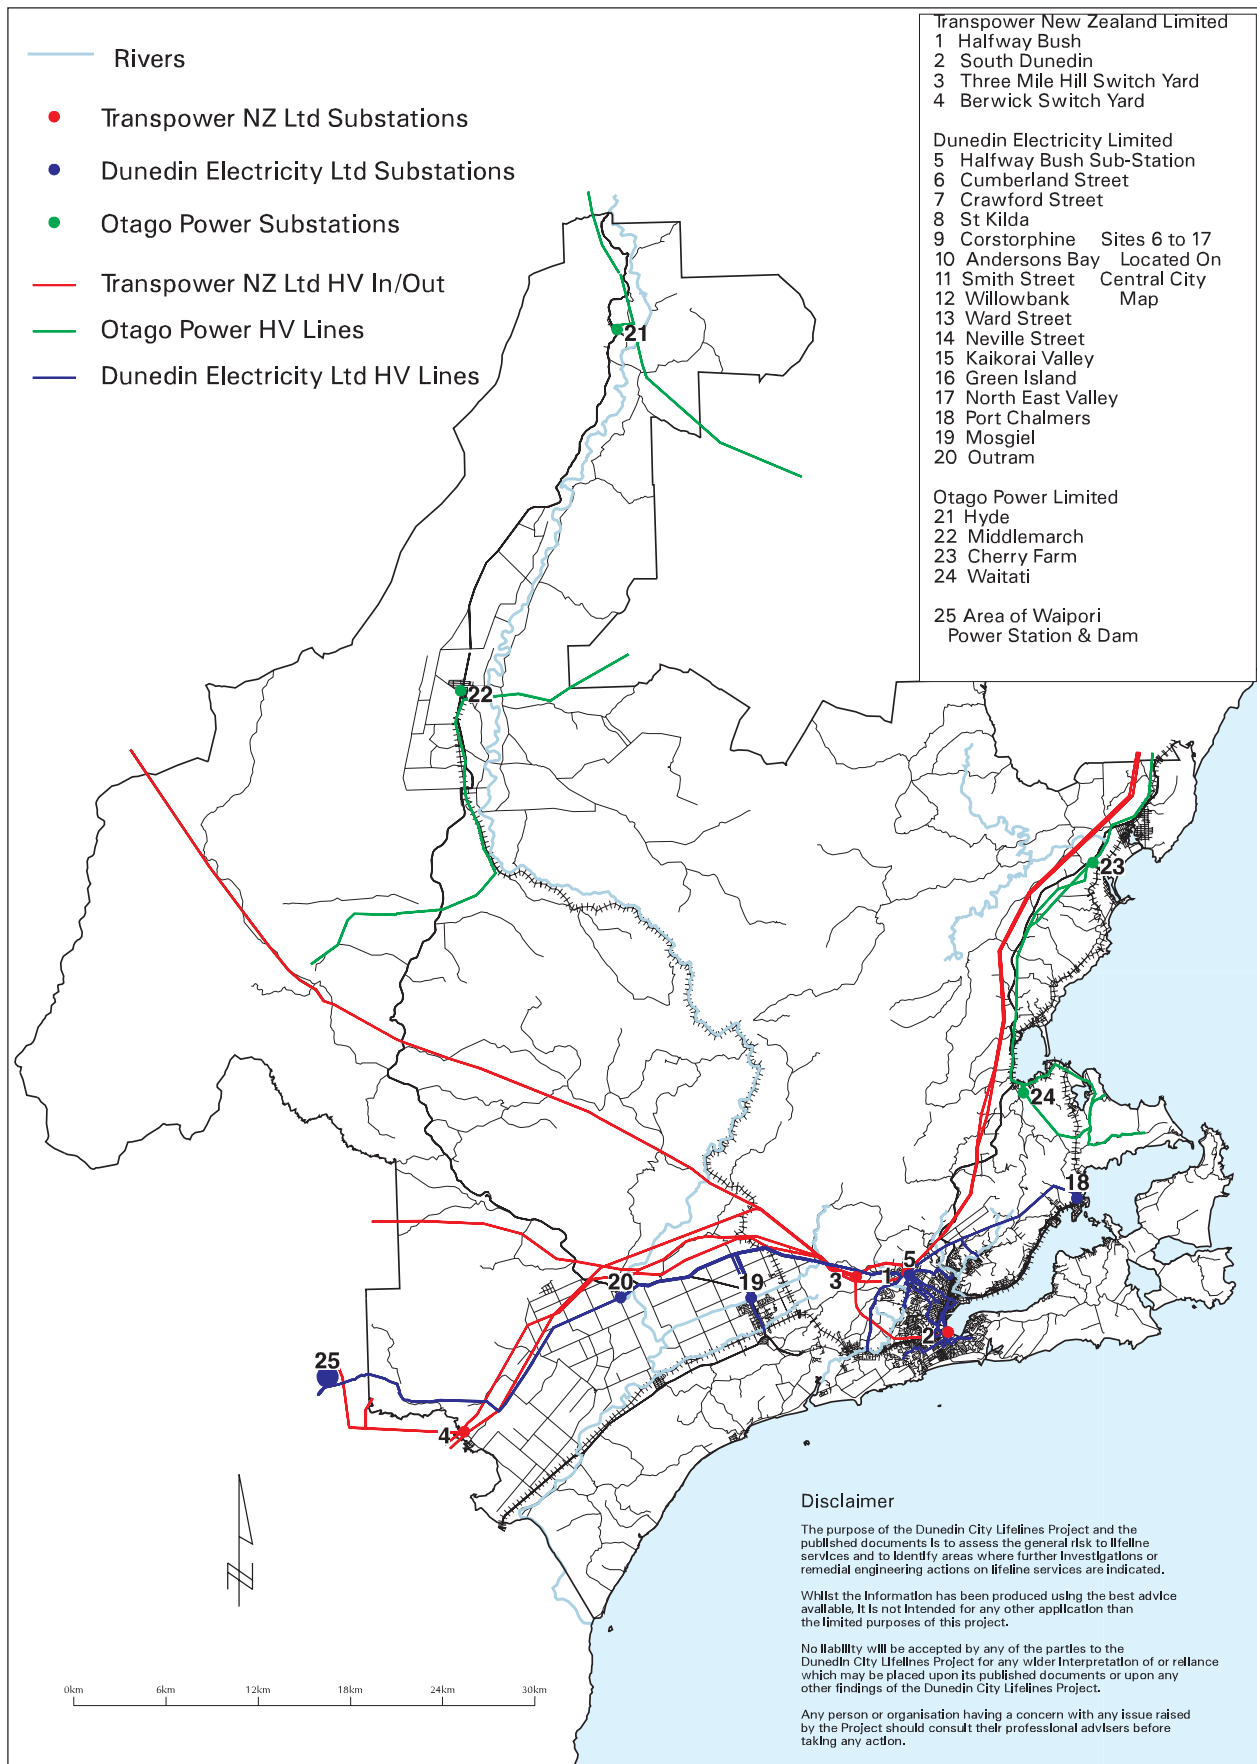 Rivers
Transpower NZ Ltd Substations
Dunedin Electricity Ltd Substations
Otago Power Substations
Transpower NZ Ltd HV In/Out
Otago Power HV Lines
Dunedin Electricity Ltd HV Lines
Transpower New Zealand Limited
1 Halfway Bush
2 South Dunedin
3 Three Mile Hill Switch Yard
4 Berwick Switch Yard
Dunedin Electricity Limited
5 Halfway Bush Sub-Station
6 Cumberland Street
7 Crawford Street
8 St Kilda
9 Corstorphine Sites 6 to 17
10 Andersons Bay Located On
11 Smith Street Central City
12 Willowbank Map
13 Ward Street
14 Neville Street
15 Kaikorai Valley
16 Green Island
17 North East Valley
18 Port Chalmers
19 Mosgiel
20 Outram
Otago Power Limited
21 Hyde
22 Middlemarch
23 Cherry Farm
24 Waitati
25 Area of Waipori
Power Station & Dam
21
22
23
24
18
5
1
3
2
20
19
25
4
Disclaimer
The purpose of the Dunedin City Lifelines Project and the
published documents is to assess the general risk to lifeline
services and to identify areas where further investigations or
remedial engineering actions on lifeline services are indicated.
Whilst the information has been produced using the best advice
available, it is not intended for any other application than
the limited purposes of this project.
No liability will be accepted by any of the parties to the
Dunedin City Lifelines Project for any wider interpretation of or reliance
which may be placed upon its published documents or upon any
other findings of the Dunedin City Lifelines Project.
Any person or organisation having a concern with any issue raised
by the Project should consult their professional advisers before
taking any action.
0km 6km 12km 18km 24km 30km